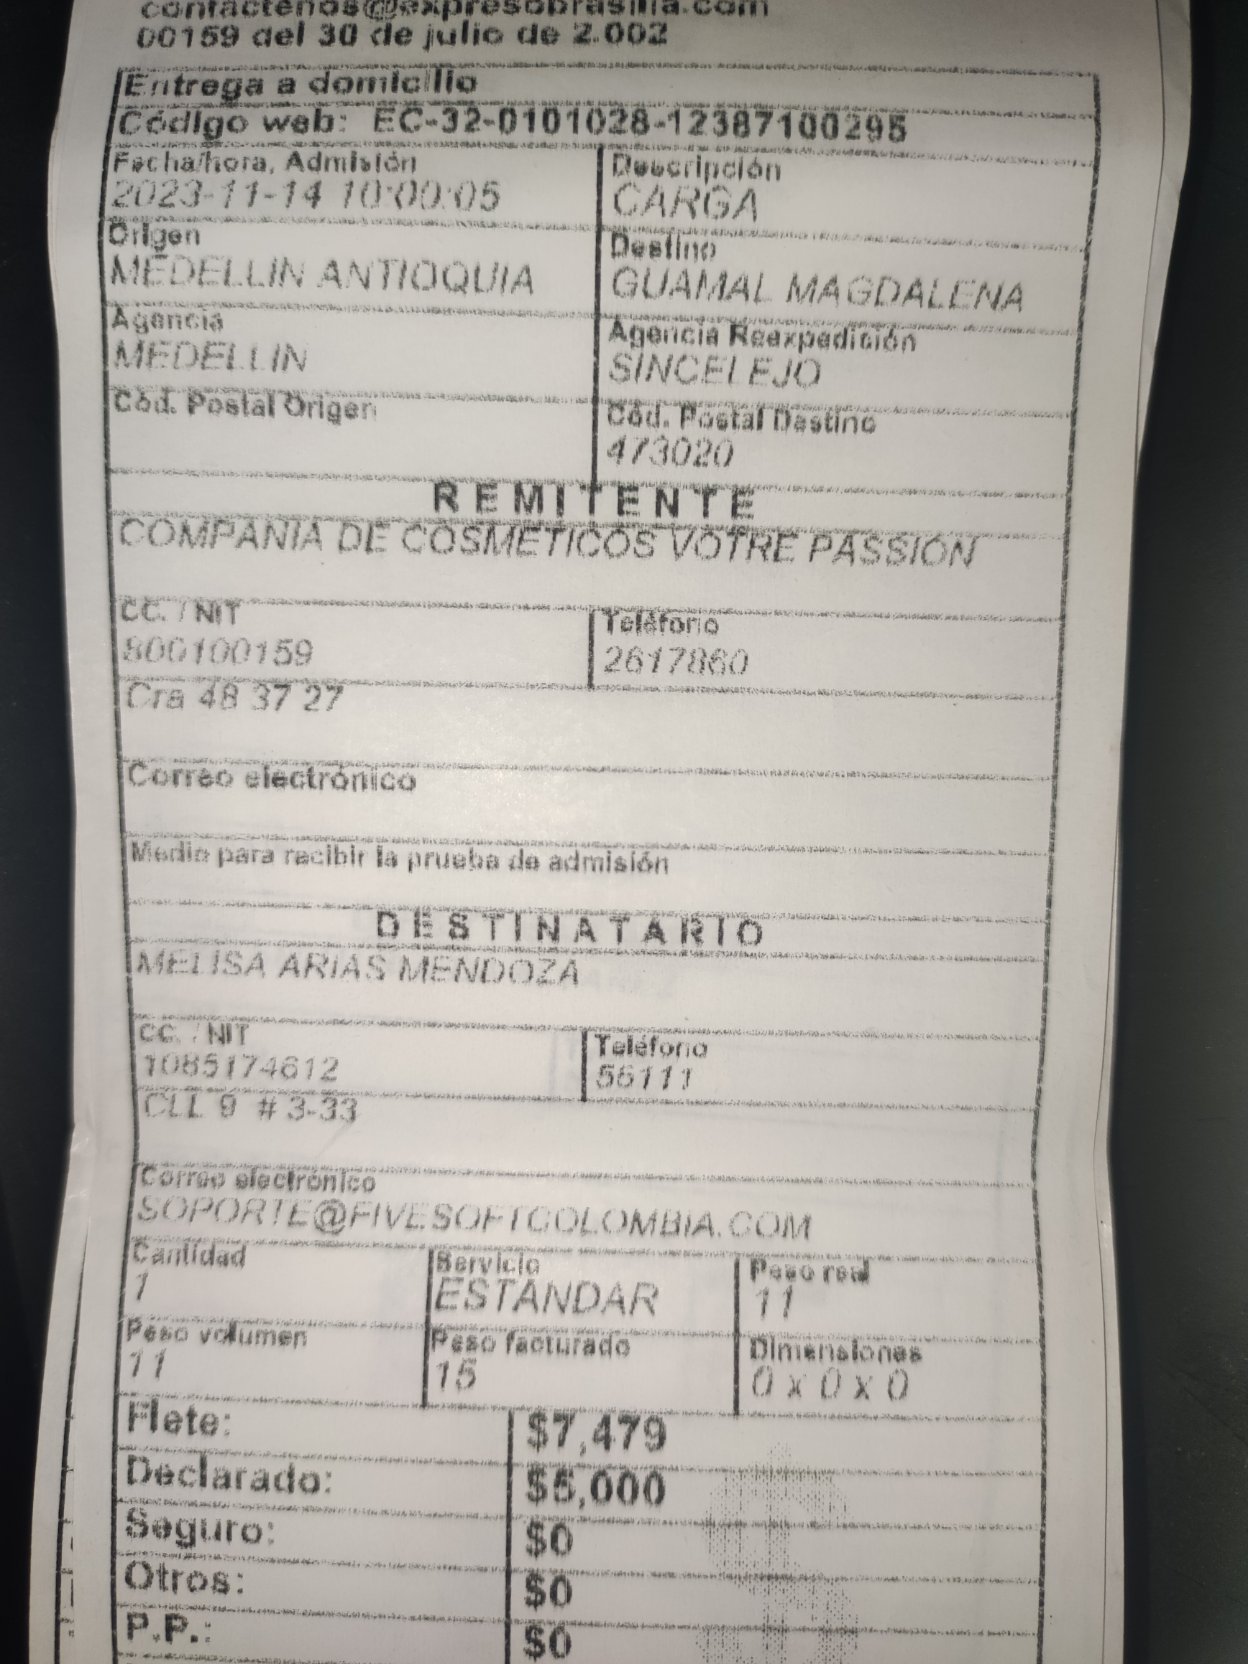 contactenos@expresobrasilia.com
00159 del 30 de julio de 2.002
Entrega a domicilio
Código web: EC-32-0101028-12387100295
Fecha/hora, Admisión
2023-11-14 10:00:05
Descripción
CARGA
Origen
MEDELLIN ANTIOQUIA
Destino
GUAMAL MAGDALENA
Agencia
MEDELLIN
Agencia Reexpedición
SINCELEJO
Cód. Postal Origen
Cód. Postal Destino
473020
REMITENTE
COMPANIA DE COSMETICOS VOTRE PASSION
CC. / NIT
800100159
Teléfono
2617860
Cra 48 37 27
Correo electrónico
Medio para recibir la prueba de admisión
DESTINATARIO
MELISA ARIAS MENDOZA
CC. / NIT
1085174612
Teléfono
56111
CLL 9 # 3-33
Correo electrónico
SOPORTE@FIVESOFTCOLOMBIA.COM
Cantidad
1
Servicio
ESTANDAR
Peso real
11
Peso volumen
11
Peso facturado
15
Dimensiones
0 x 0 x 0
Flete: $7,479
Declarado: $5,000
Seguro: $0
Otros: $0
P.P.: $0